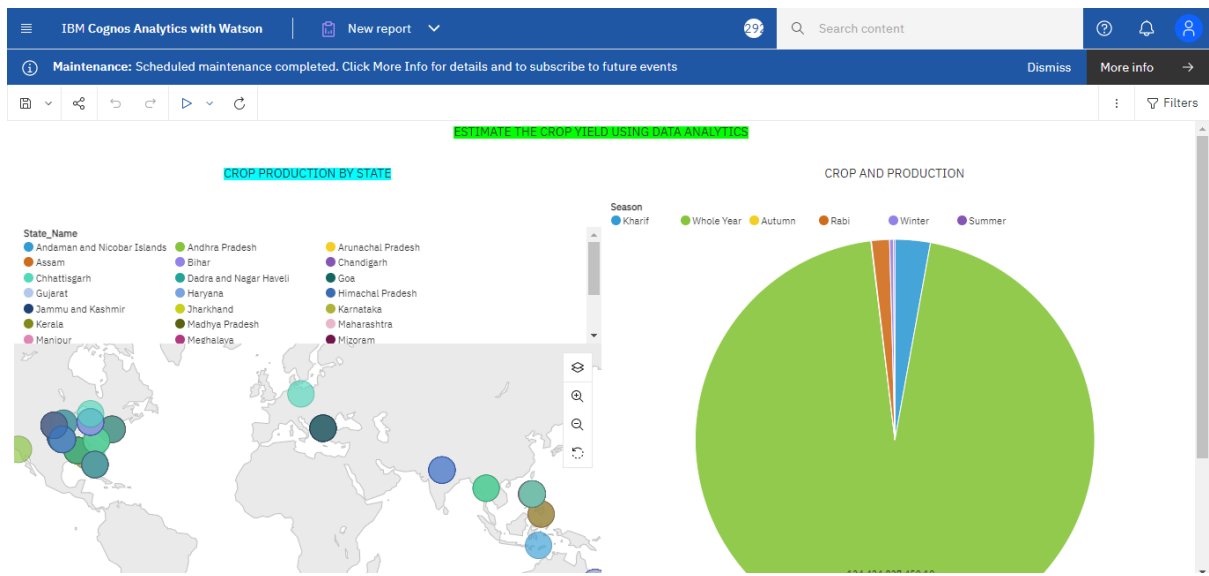 IBM Cognos Analytics with Watson
New report
292
Search content
Maintenance: Scheduled maintenance completed. Click More Info for details and to subscribe to future events
Dismiss
More info
Filters
ESTIMATE THE CROP YIELD USING DATA ANALYTICS
CROP PRODUCTION BY STATE
State_Name
Andaman and Nicobar Islands Andhra Pradesh Arunachal Pradesh
Assam Bihar Chandigarh
Chhattisgarh Dadra and Nagar Haveli Goa
Gujarat Haryana Himachal Pradesh
Jammu and Kashmir Jharkhand Karnataka
Kerala Madhya Pradesh Maharashtra
Manipur Meghalaya Mizoram
CROP AND PRODUCTION
Season
Kharif Whole Year Autumn Rabi Winter Summer